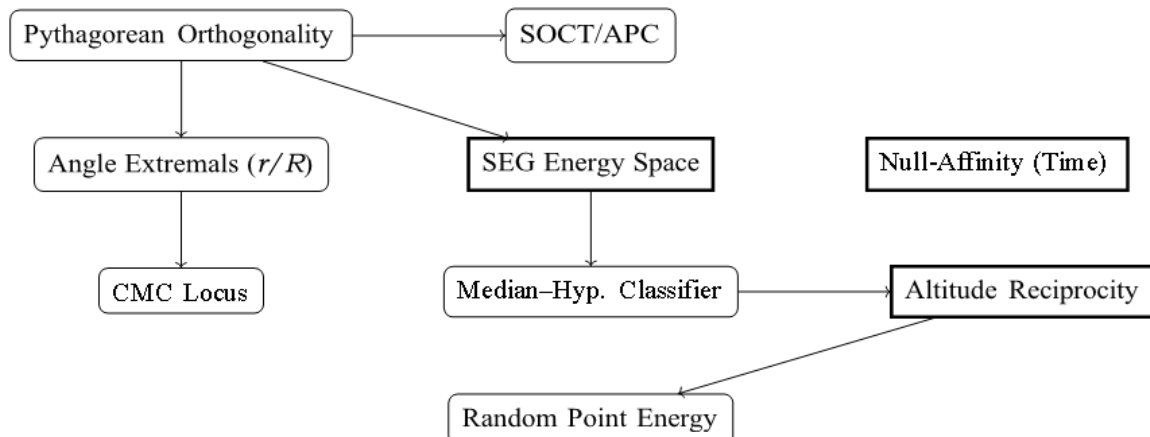 Pythagorean Orthogonality
SOCT/APC
Angle Extremals (r/R)
SEG Energy Space
Null-Affinity (Time)
CMC Locus
Median–Hyp. Classifier
Altitude Reciprocity
Random Point Energy